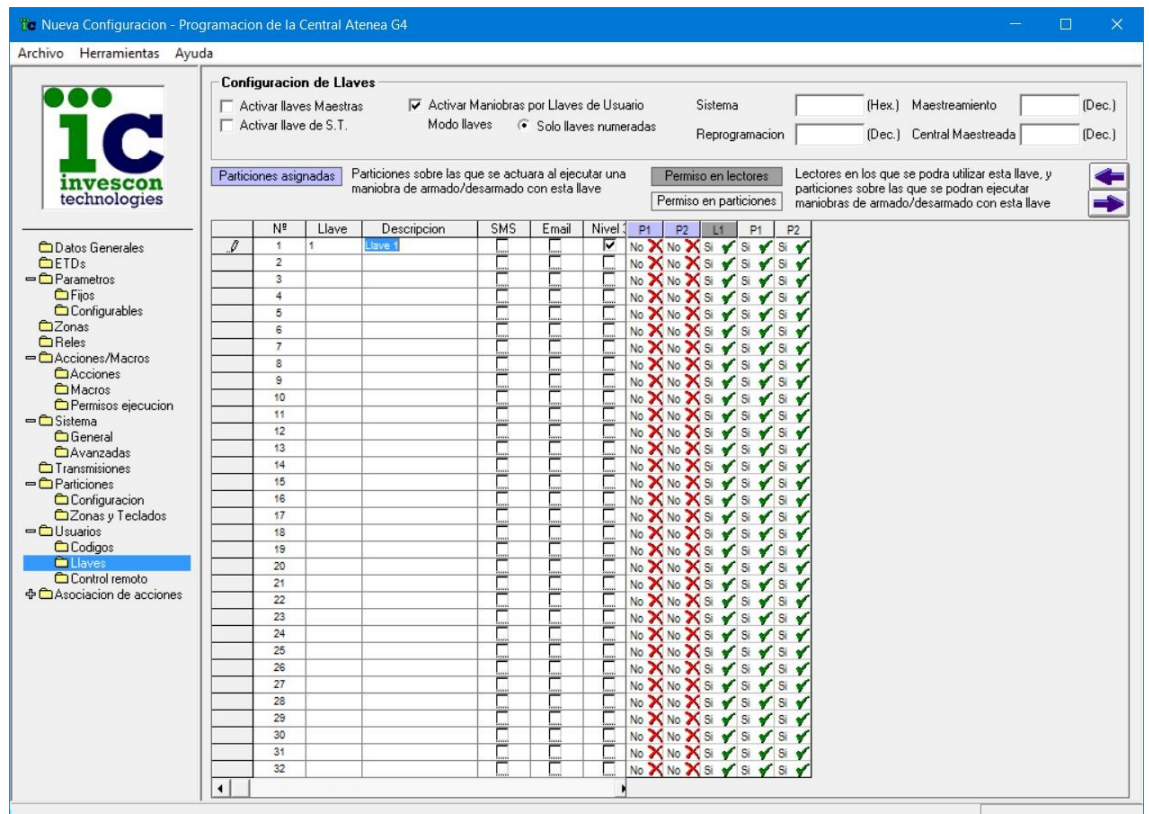 Nueva Configuracion - Programacion de la Central Atenea G4
Archivo Herramientas Ayuda
ic
invescon
technologies
Datos Generales
ETDs
Parametros
Fijos
Configurables
Zonas
Reles
Acciones/Macros
Acciones
Macros
Permisos ejecucion
Sistema
General
Avanzadas
Transmisiones
Particiones
Configuracion
Zonas y Teclados
Usuarios
Codigos
Llaves
Control remoto
Asociacion de acciones
Configuracion de Llaves
Activar llaves Maestras Activar Maniobras por Llaves de Usuario Sistema (Hex.) Maestreamiento (Dec.)
Activar llave de S.T. Modo llaves Solo llaves numeradas Reprogramacion (Dec.) Central Maestreada (Dec.)
Particiones asignadas Particiones sobre las que se actuara al ejecutar una
maniobra de armado/desarmado con esta llave
Permiso en lectores
Permiso en particiones
Lectores en los que se podra utilizar esta llave, y
particiones sobre las que se podran ejecutar
maniobras de armado/desarmado con esta llave
Nº Llave Descripcion SMS Email Nivel P1 P2 L1 P1 P2
1 1 Llave 1 No No Si Si Si
2 No No Si Si Si
3 No No Si Si Si
4 No No Si Si Si
5 No No Si Si Si
6 No No Si Si Si
7 No No Si Si Si
8 No No Si Si Si
9 No No Si Si Si
10 No No Si Si Si
11 No No Si Si Si
12 No No Si Si Si
13 No No Si Si Si
14 No No Si Si Si
15 No No Si Si Si
16 No No Si Si Si
17 No No Si Si Si
18 No No Si Si Si
19 No No Si Si Si
20 No No Si Si Si
21 No No Si Si Si
22 No No Si Si Si
23 No No Si Si Si
24 No No Si Si Si
25 No No Si Si Si
26 No No Si Si Si
27 No No Si Si Si
28 No No Si Si Si
29 No No Si Si Si
30 No No Si Si Si
31 No No Si Si Si
32 No No Si Si Si